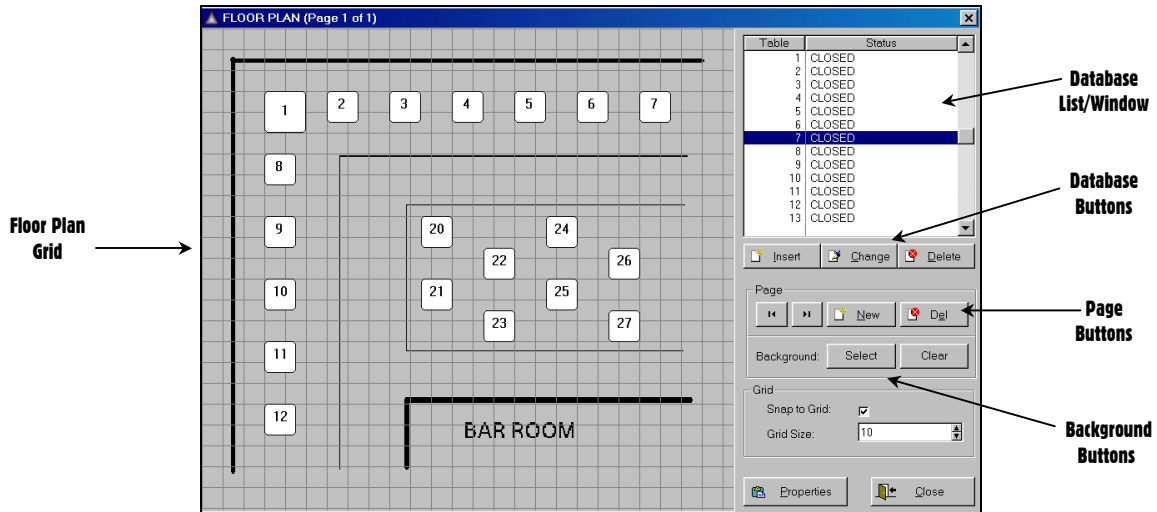 FLOOR PLAN (Page 1 of 1)
Floor Plan
Grid
1 2 3 4 5 6 7
8
9 20 24
22 26
10 21 25
23 27
11
12
BAR ROOM
Table Status
1 CLOSED
2 CLOSED
3 CLOSED
4 CLOSED
5 CLOSED
6 CLOSED
7 CLOSED
8 CLOSED
9 CLOSED
10 CLOSED
11 CLOSED
12 CLOSED
13 CLOSED
Insert Change Delete
Page
New Del
Background: Select Clear
Grid
Snap to Grid:
Grid Size: 10
Properties Close
Database
List/Window
Database
Buttons
Page
Buttons
Background
Buttons